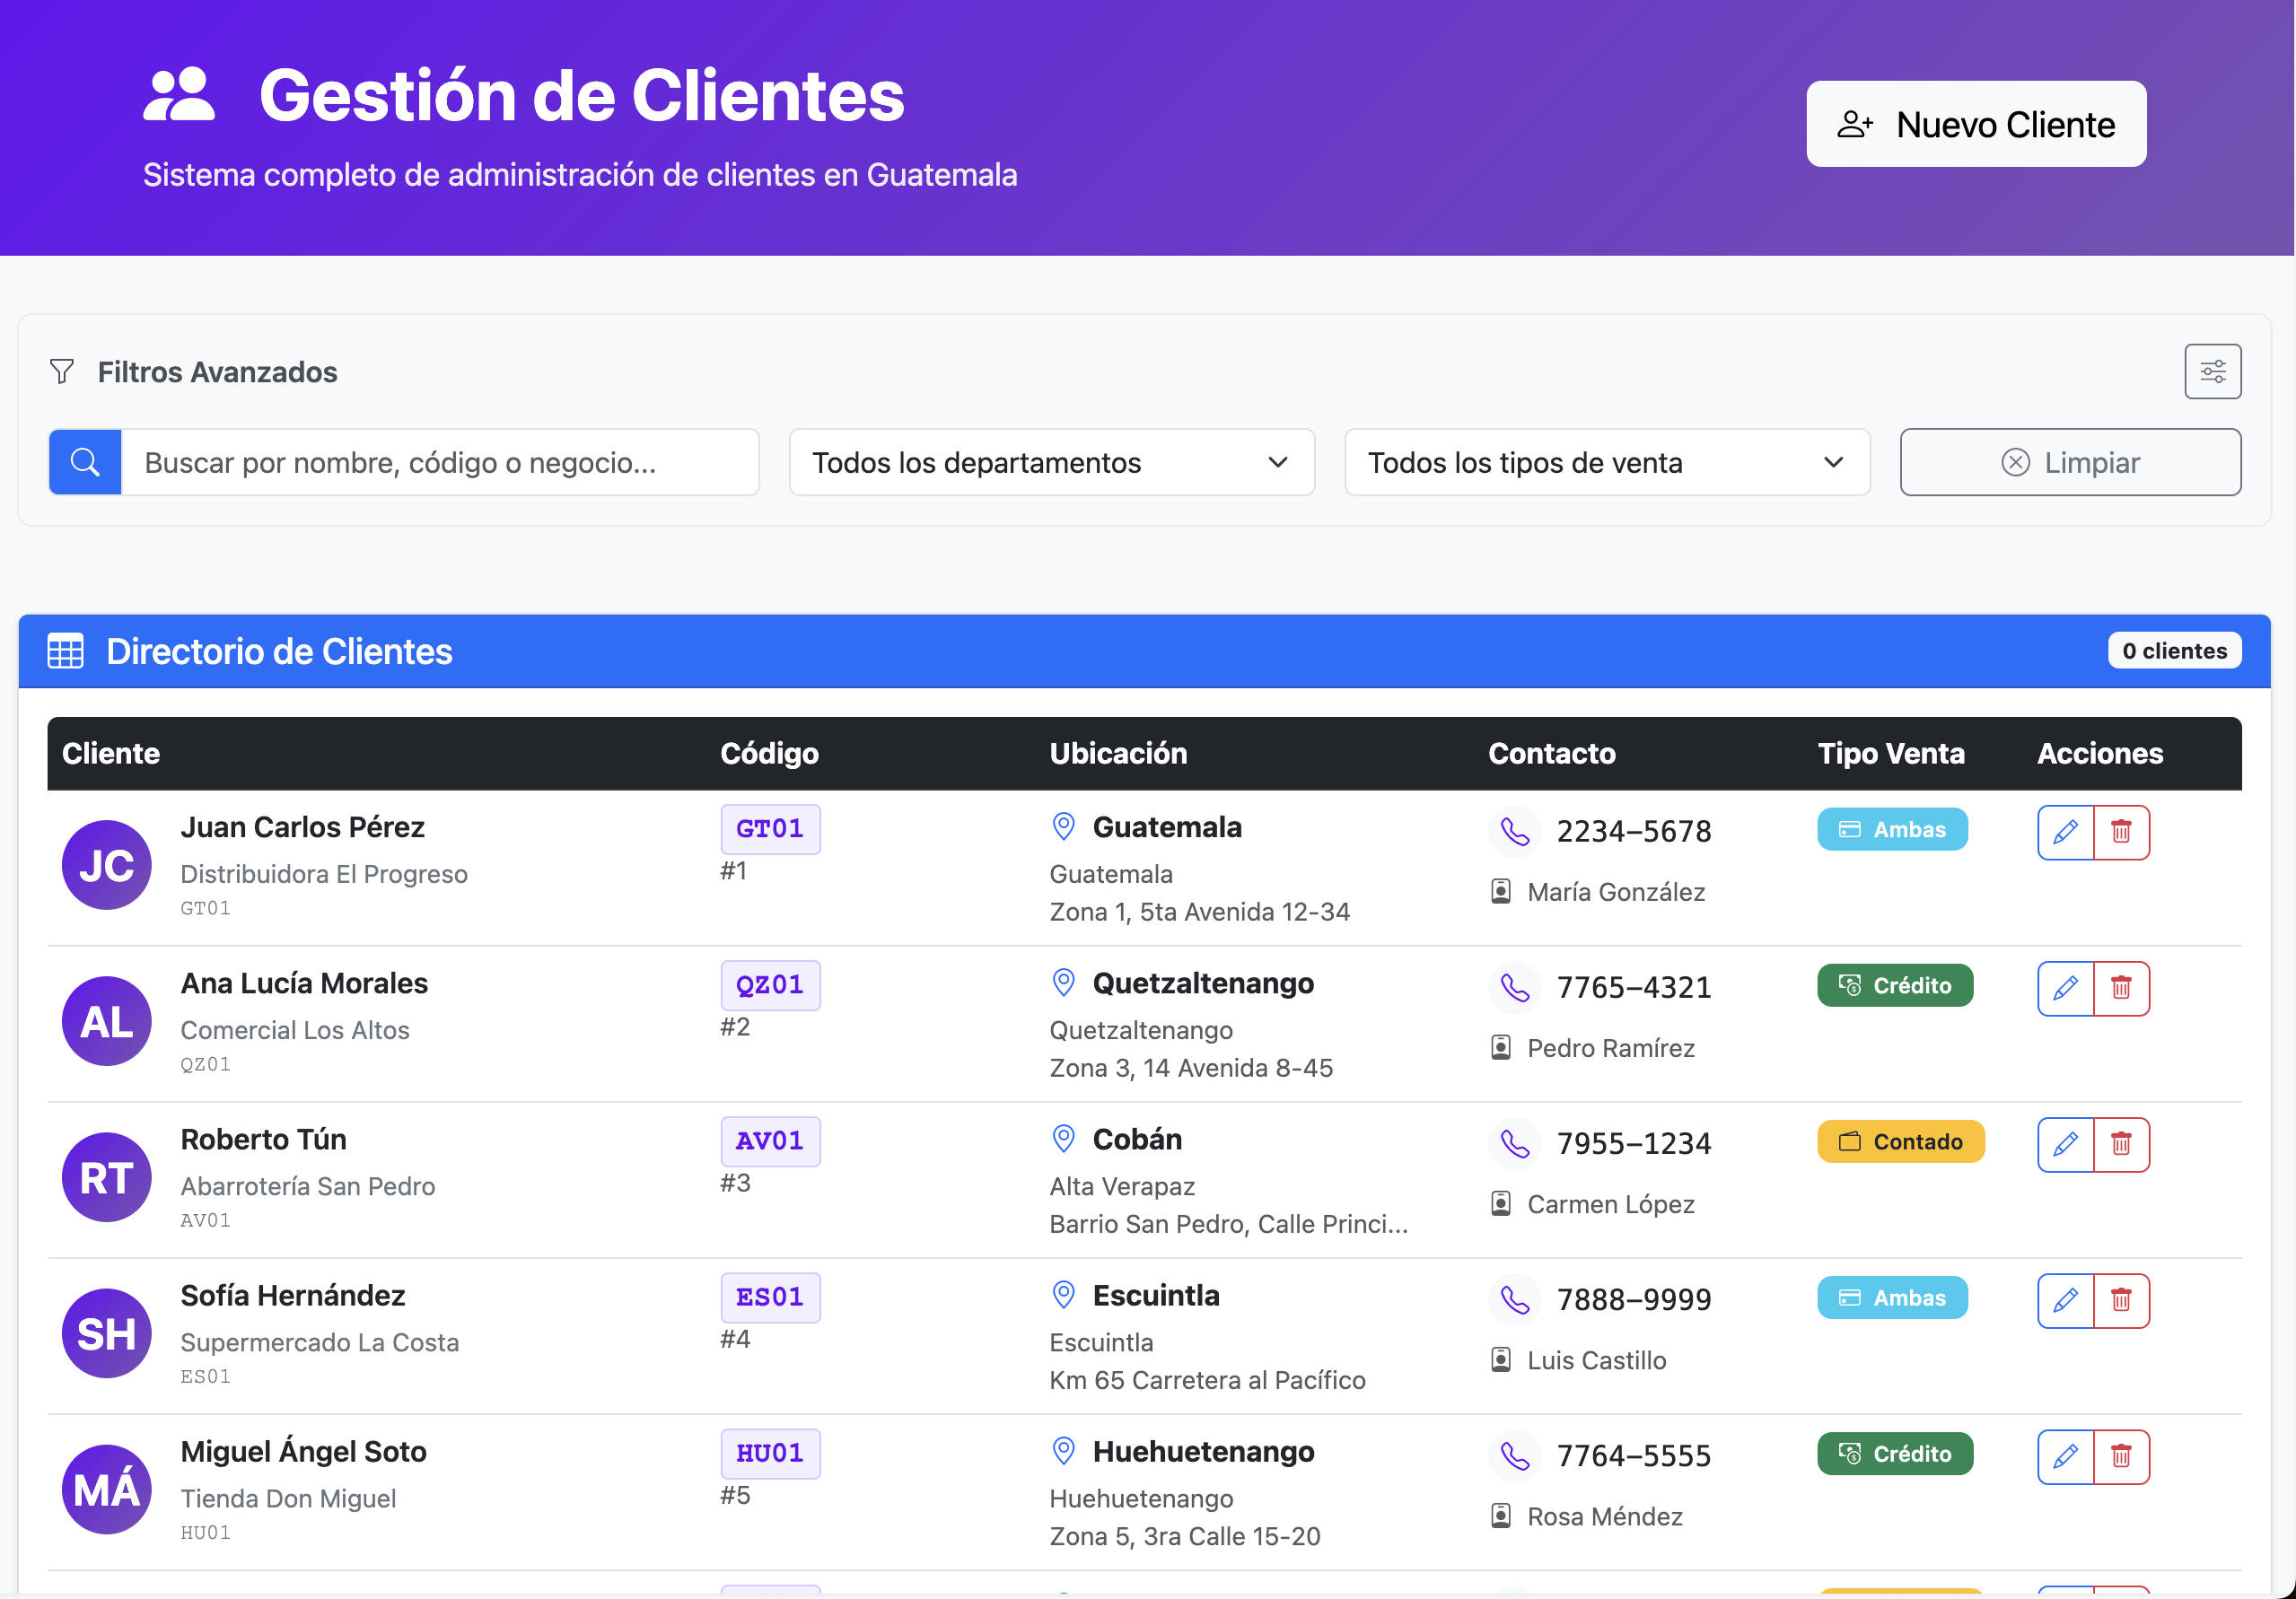 Gestión de Clientes
Sistema completo de administración de clientes en Guatemala
Nuevo Cliente
Filtros Avanzados
Buscar por nombre, código o negocio...
Todos los departamentos
Todos los tipos de venta
Limpiar
Directorio de Clientes
0 clientes
Cliente Código Ubicación Contacto Tipo Venta Acciones
JC
Juan Carlos Pérez
Distribuidora El Progreso
GT01
GT01
#1
Guatemala
Guatemala
Zona 1, 5ta Avenida 12-34
2234-5678
María González
Ambas
AL
Ana Lucía Morales
Comercial Los Altos
QZ01
QZ01
#2
Quetzaltenango
Quetzaltenango
Zona 3, 14 Avenida 8-45
7765-4321
Pedro Ramírez
Crédito
RT
Roberto Tún
Abarrotería San Pedro
AV01
AV01
#3
Cobán
Alta Verapaz
Barrio San Pedro, Calle Princi...
7955-1234
Carmen López
Contado
SH
Sofía Hernández
Supermercado La Costa
ES01
ES01
#4
Escuintla
Escuintla
Km 65 Carretera al Pacífico
7888-9999
Luis Castillo
Ambas
MÁ
Miguel Ángel Soto
Tienda Don Miguel
HU01
HU01
#5
Huehuetenango
Huehuetenango
Zona 5, 3ra Calle 15-20
7764-5555
Rosa Méndez
Crédito